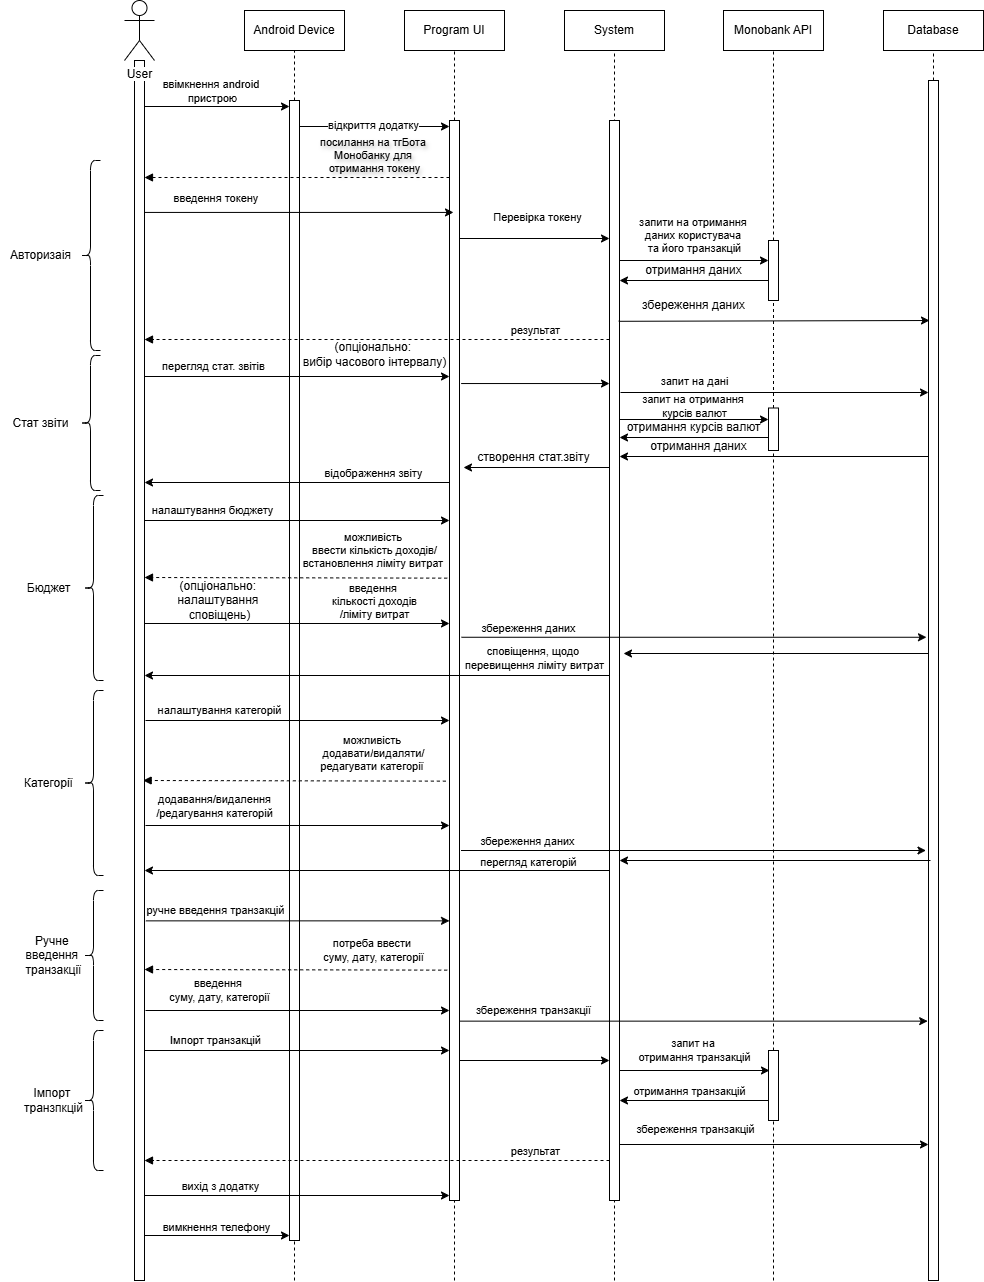 User
Android Device
Program UI
System
Monobank API
Database
ввімкнення android
пристрою
відкриття додатку
посилання на тгБота
Монобанку для
отримання токену
введення токену
Перевірка токену
запити на отримання
даних користувача
та його транзакцій
отримання даних
Авторизаія
збереження даних
результат
(опціонально:
вибір часового інтервалу)
перегляд стат. звітів
запит на дані
запит на отримання
курсів валют
Стат звіти
отримання курсів валют
отримання даних
створення стат.звіту
відображення звіту
налаштування бюджету
можливість
ввести кількість доходів/
встановлення ліміту витрат
Бюджет
(опціонально:
налаштування
сповіщень)
введення
кількості доходів
/ліміту витрат
збереження даних
сповіщення, щодо
перевищення ліміту витрат
налаштування категорій
можливість
додавати/видаляти/
редагувати категорії
Категорії
додавання/видалення
/редагування категорій
збереження даних
перегляд категорій
ручне введення транзакцій
Ручне
введення
транзакції
потреба ввести
суму, дату, категорії
введення
суму, дату, категорії
збереження транзакції
Імпорт транзакцій
запит на
отримання транзакцій
Імпорт
транзпкцій
отримання транзакцій
збереження транзакцій
результат
вихід з додатку
вимкнення телефону